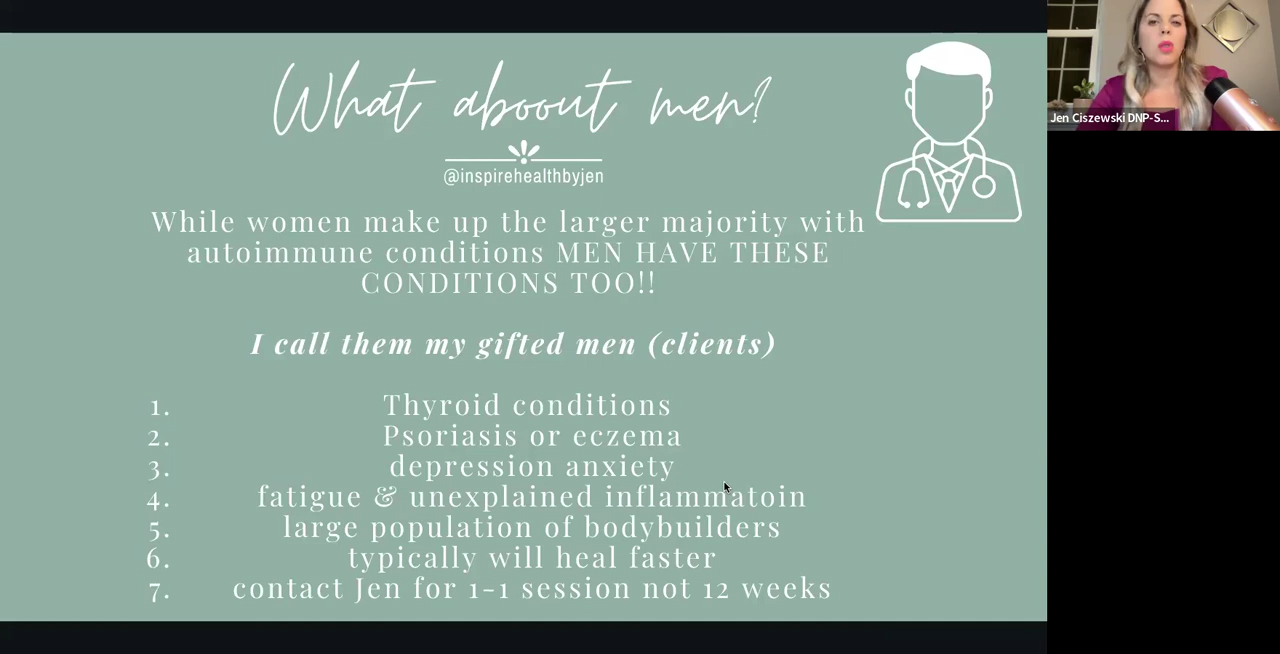 What aboout men?
@inspirehealthbyjen
While women make up the larger majority with
autoimmune conditions MEN HAVE THESE
CONDITIONS TOO!!
I call them my gifted men (clients)
1. Thyroid conditions
2. Psoriasis or eczema
3. depression anxiety
4. fatigue & unexplained inflammatoin
5. large population of bodybuilders
6. typically will heal faster
7. contact Jen for 1-1 session not 12 weeks
Jen Ciszewski DNP-S...